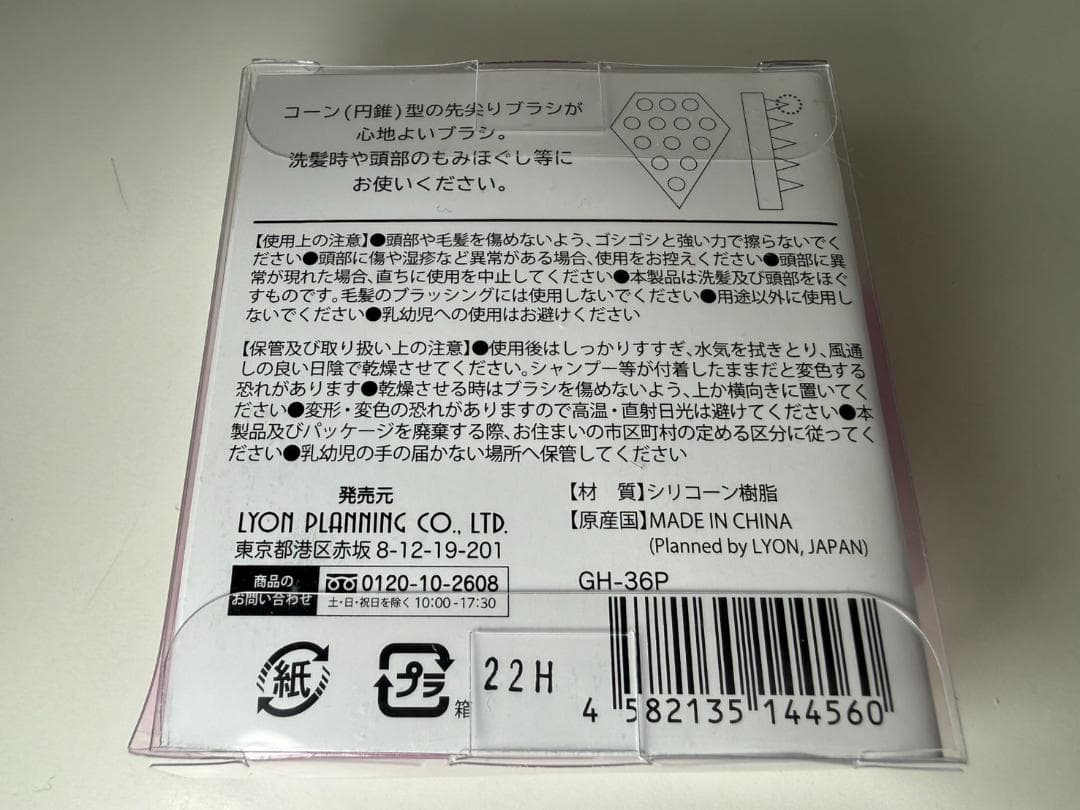 コーン(円錐)型の先尖りブラシが
心地よいブラシ。
洗髪時や頭部のもみほぐし等に
お使いください。
【使用上の注意】●頭部や毛髪を傷めないよう、ゴシゴシと強い力で擦らないでく
ださい●頭部に傷や湿疹など異常がある場合、使用をお控えください●頭部に異
常が現れた場合、直ちに使用を中止してください●本製品は洗髪及び頭部をほぐ
すものです。毛髪のブラッシングには使用しないでください●用途以外に使用し
ないでください●乳幼児への使用はお避けください
【保管及び取り扱い上の注意】●使用後はしっかりすすぎ、水気を拭きとり、風通
しの良い日陰で乾燥させてください。シャンプー等が付着したままだと変色する
恐れがあります●乾燥させる時はブラシを傷めないよう、上か横向きに置いてく
ださい●変形・変色の恐れがありますので高温・直射日光は避けてください●本
製品及びパッケージを廃棄する際、お住まいの市区町村の定める区分に従ってく
ださい●乳幼児の手の届かない場所へ保管してください
発売元
LYON PLANNING CO., LTD.
東京都港区赤坂 8-12-19-201
商品の
お問い合わせ
0120-10-2608
土・日・祝日を除く 10:00-17:30
【材　質】シリコーン樹脂
【原産国】MADE IN CHINA
(Planned by LYON, JAPAN)
GH-36P
紙
プラ
箱
22H
4 582135 144560